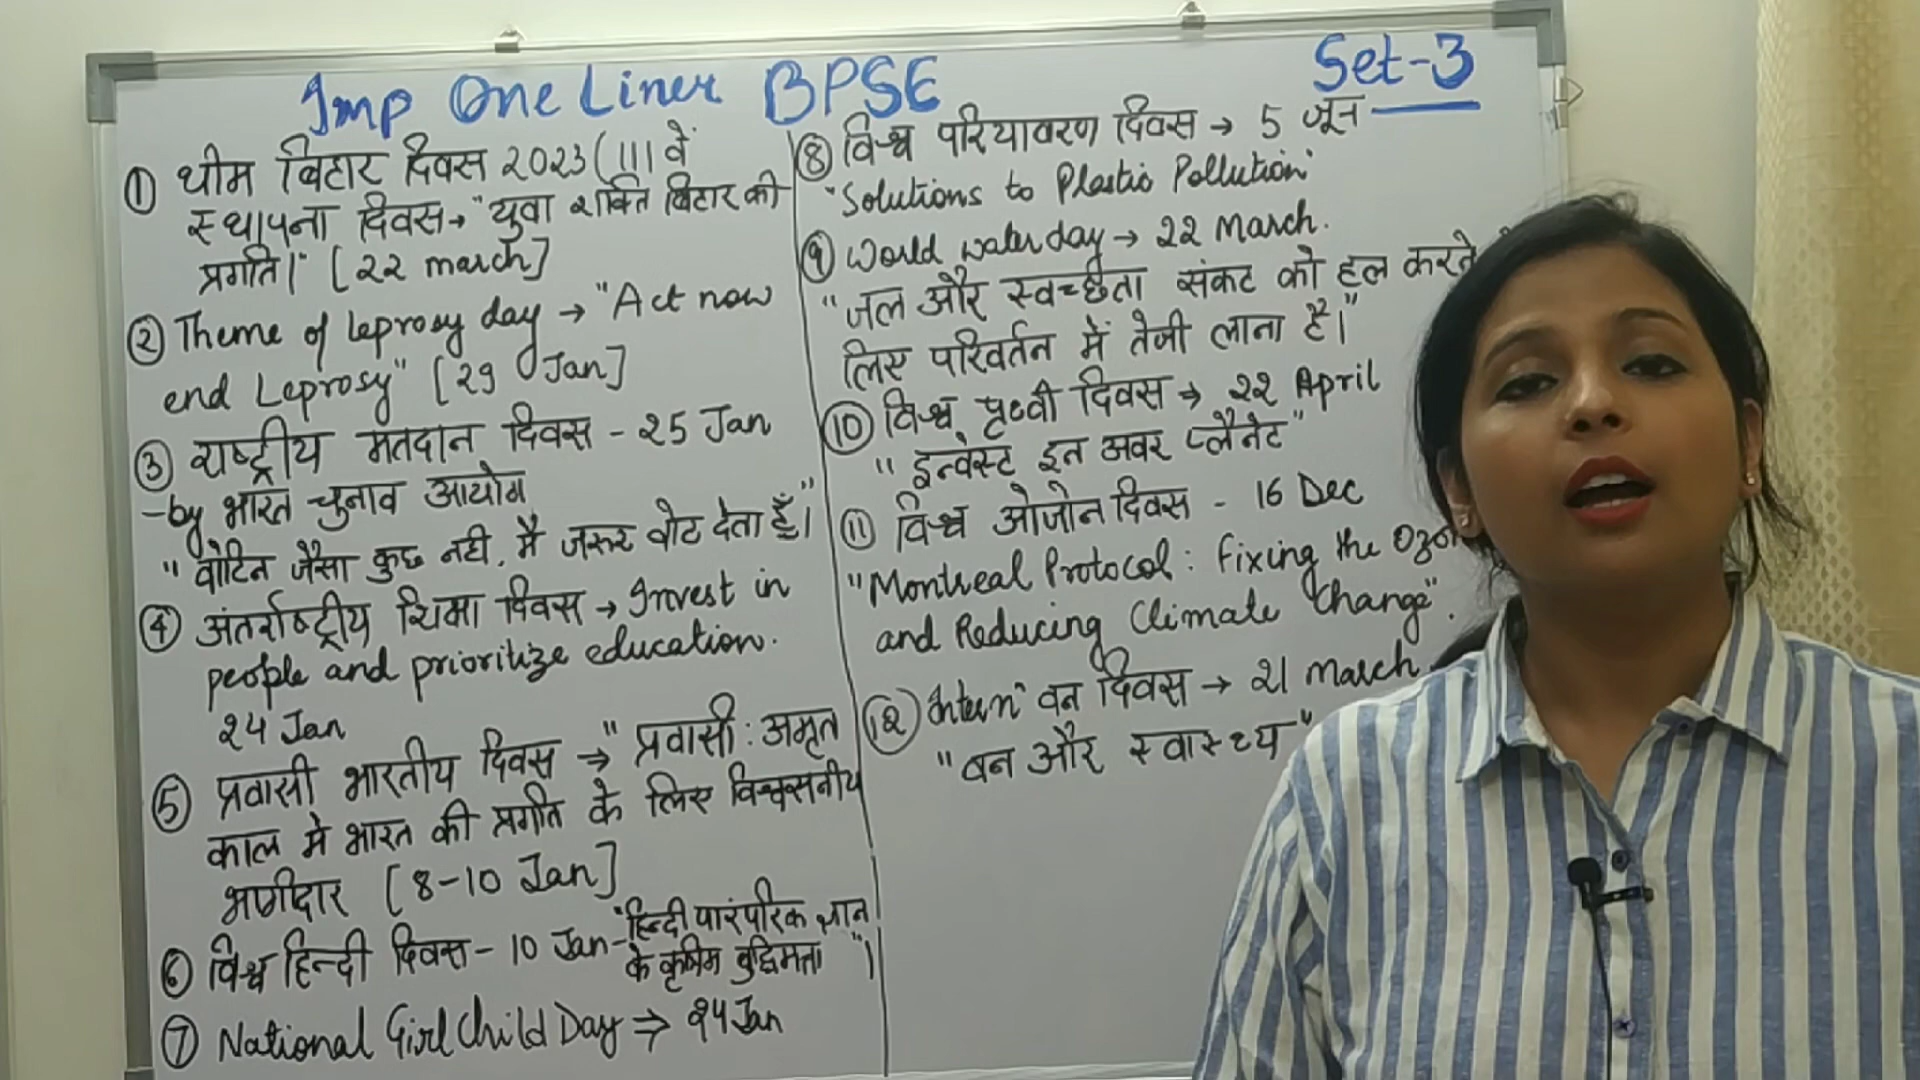 Imp One Liner BPSE
Set-3
① थीम बिहार दिवस 2023 (111 वें
स्थापना दिवस→"युवा शक्ति बिहार की
प्रगति।" [22 march]
② Theme of Leprosy day → "Act now
end Leprosy" [29 Jan]
③ राष्ट्रीय मतदान दिवस - 25 Jan
-by भारत चुनाव आयोग
"वोटिन जैसा कुछ नही, मै जरूर वोट देता हूँ।"
④ अंतर्राष्ट्रीय शिक्षा दिवस → Invest in
people and prioritize education.
24 Jan
⑤ प्रवासी भारतीय दिवस → "प्रवासी : अमृत
काल मे भारत की प्रगति के लिए विश्वसनीय
भागीदार [8-10 Jan]
⑥ विश्व हिन्दी दिवस - 10 Jan - "हिन्दी पारंपरिक ज्ञान
के कृत्रिम बुद्धिमत्ता"
⑦ National Girl Child Day ⇒ 24 Jan
⑧ विश्व परियावरण दिवस → 5 जून
"Solutions to Plastic Pollution"
⑨ World water day → 22 March.
"जल और स्वच्छता संकट को हल करने
लिए परिवर्तन में तेजी लाना है।"
⑩ विश्व पृथ्वी दिवस → 22 April
"इन्वेस्ट इन अवर प्लैनेट"
⑪ विश्व ओजोन दिवस - 16 Dec
"Montreal Protocol : Fixing the
and Reducing Climate Change".
⑫ Intern" वन दिवस → 21 March
"वन और स्वास्थ्य"